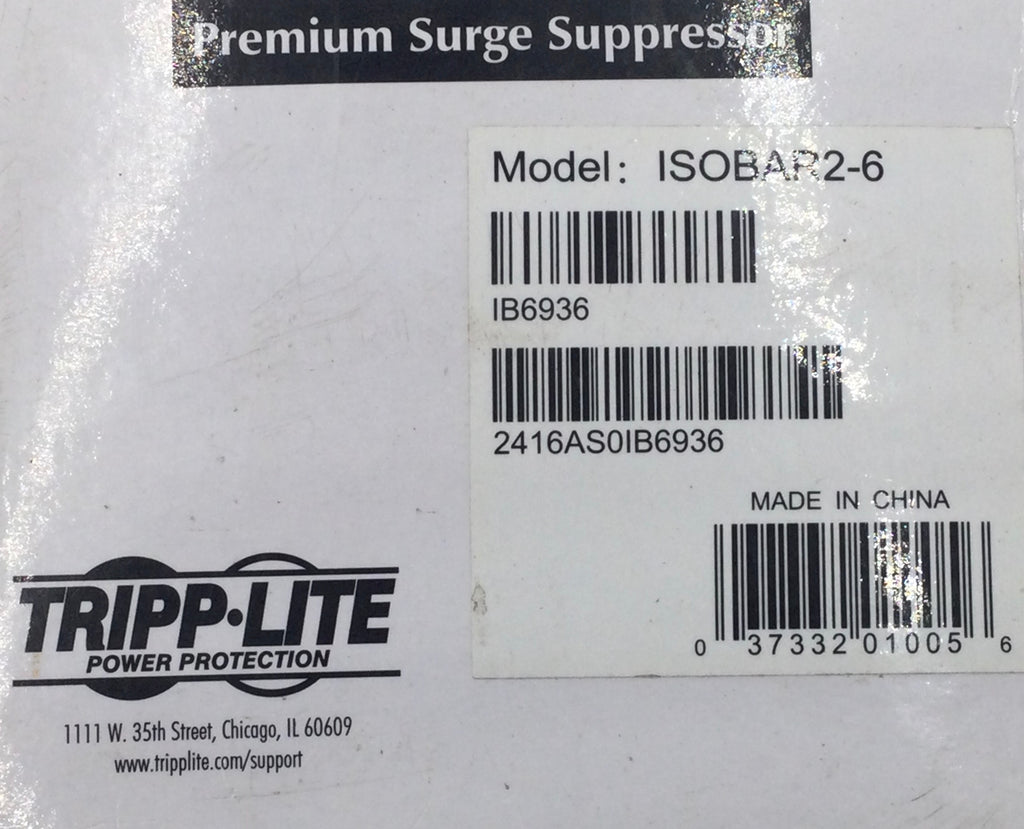 Premium Surge Suppressor
Model: ISOBAR2-6
IB6936
2416AS0IB6936
MADE IN CHINA
0 37332 01005 6
TRIPP·LITE
POWER PROTECTION
1111 W. 35th Street, Chicago, IL 60609
www.tripplite.com/support